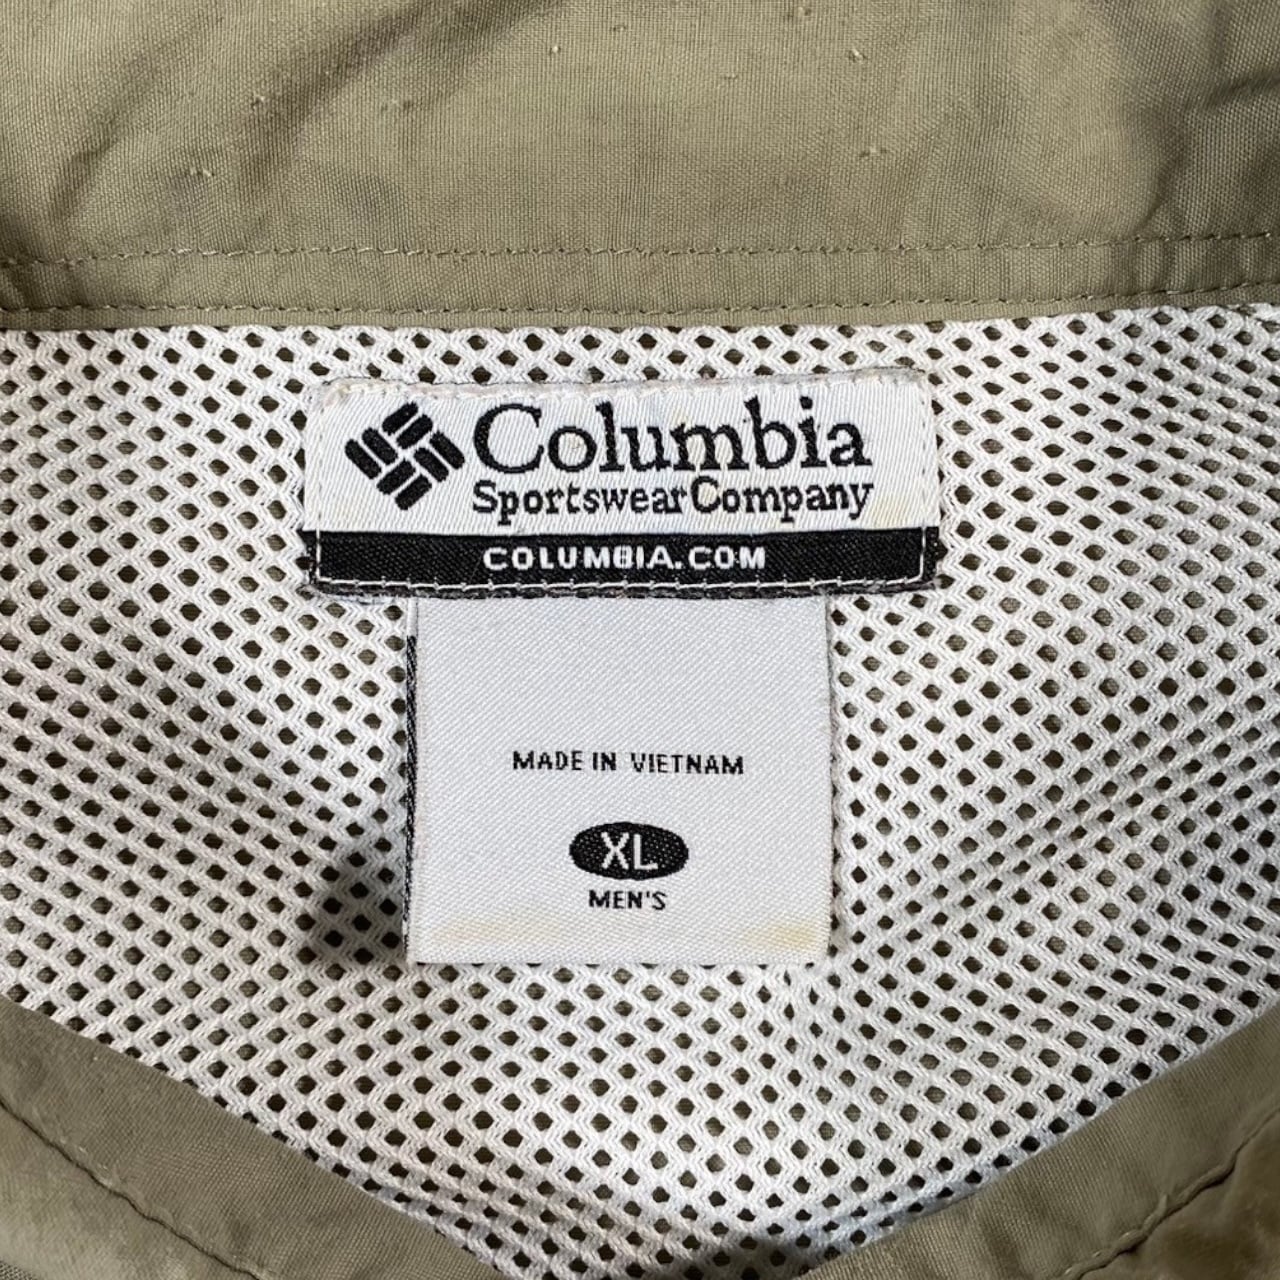 Columbia
Sportswear Company
COLUMBIA.COM
MADE IN VIETNAM
XL
MEN'S